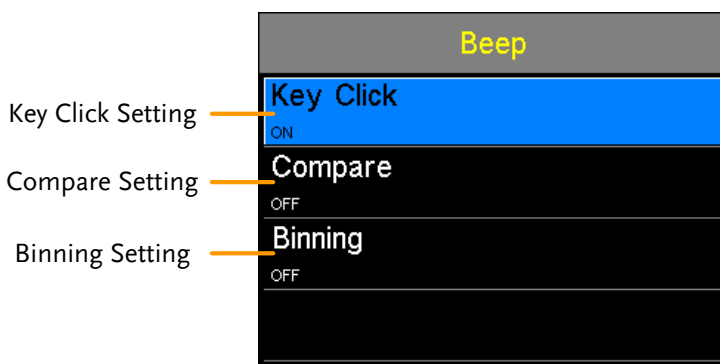 Beep
Key Click Setting
Key Click
ON
Compare Setting
Compare
OFF
Binning Setting
Binning
OFF